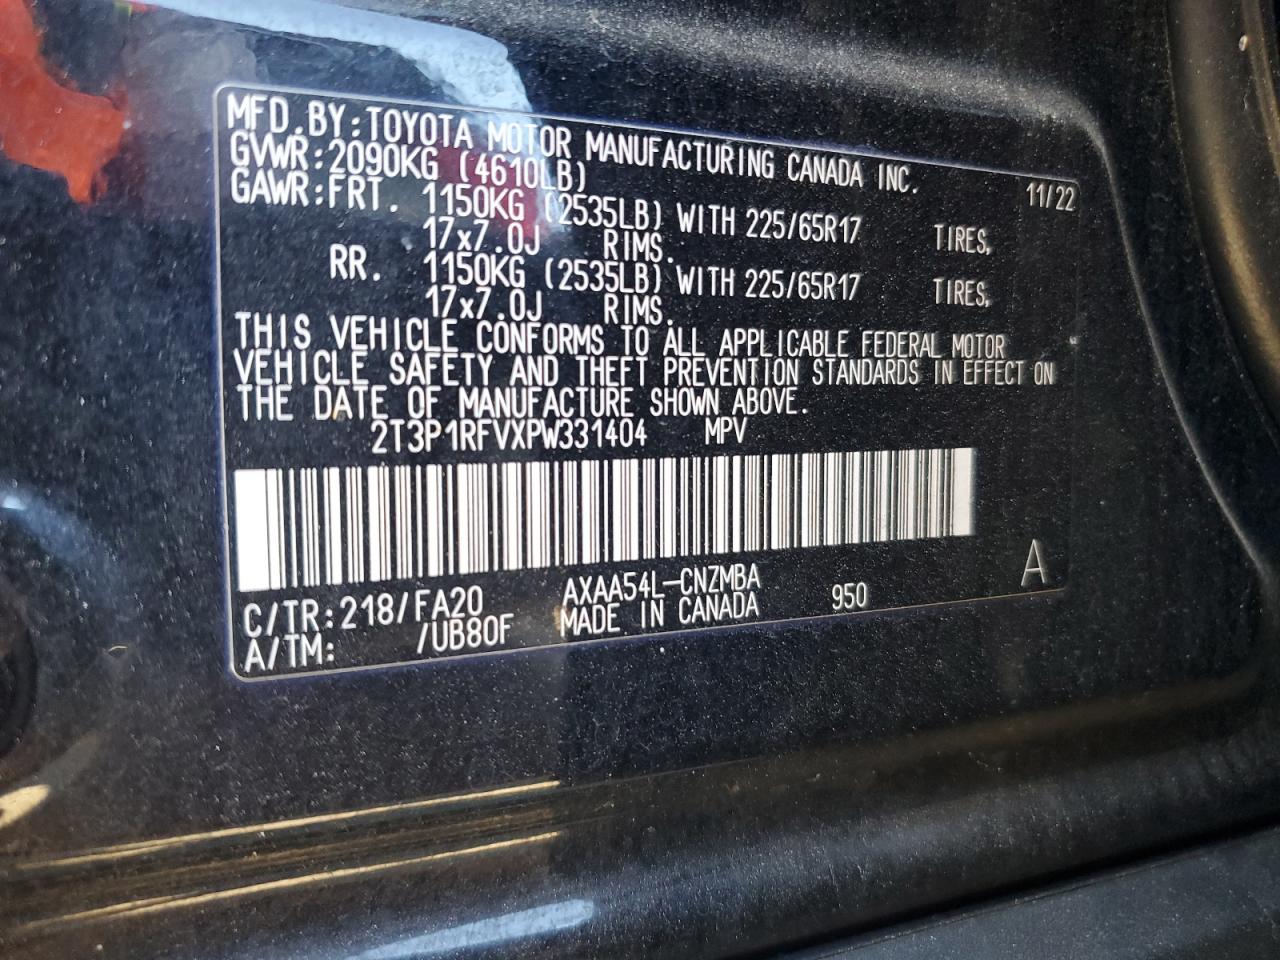 MFD.BY:TOYOTA MOTOR MANUFACTURING CANADA INC. 11/22
GVWR:2090KG (4610LB)
GAWR:FRT. 1150KG (2535LB) WITH 225/65R17 TIRES,
17x7.0J RIMS.
RR. 1150KG (2535LB) WITH 225/65R17 TIRES,
17x7.0J RIMS.
THIS VEHICLE CONFORMS TO ALL APPLICABLE FEDERAL MOTOR
VEHICLE SAFETY AND THEFT PREVENTION STANDARDS IN EFFECT ON
THE DATE OF MANUFACTURE SHOWN ABOVE.
2T3P1RFVXPW331404 MPV
C/TR:218/FA20 AXAA54L-CNZMBA 950 A
A/TM: /UB80F MADE IN CANADA